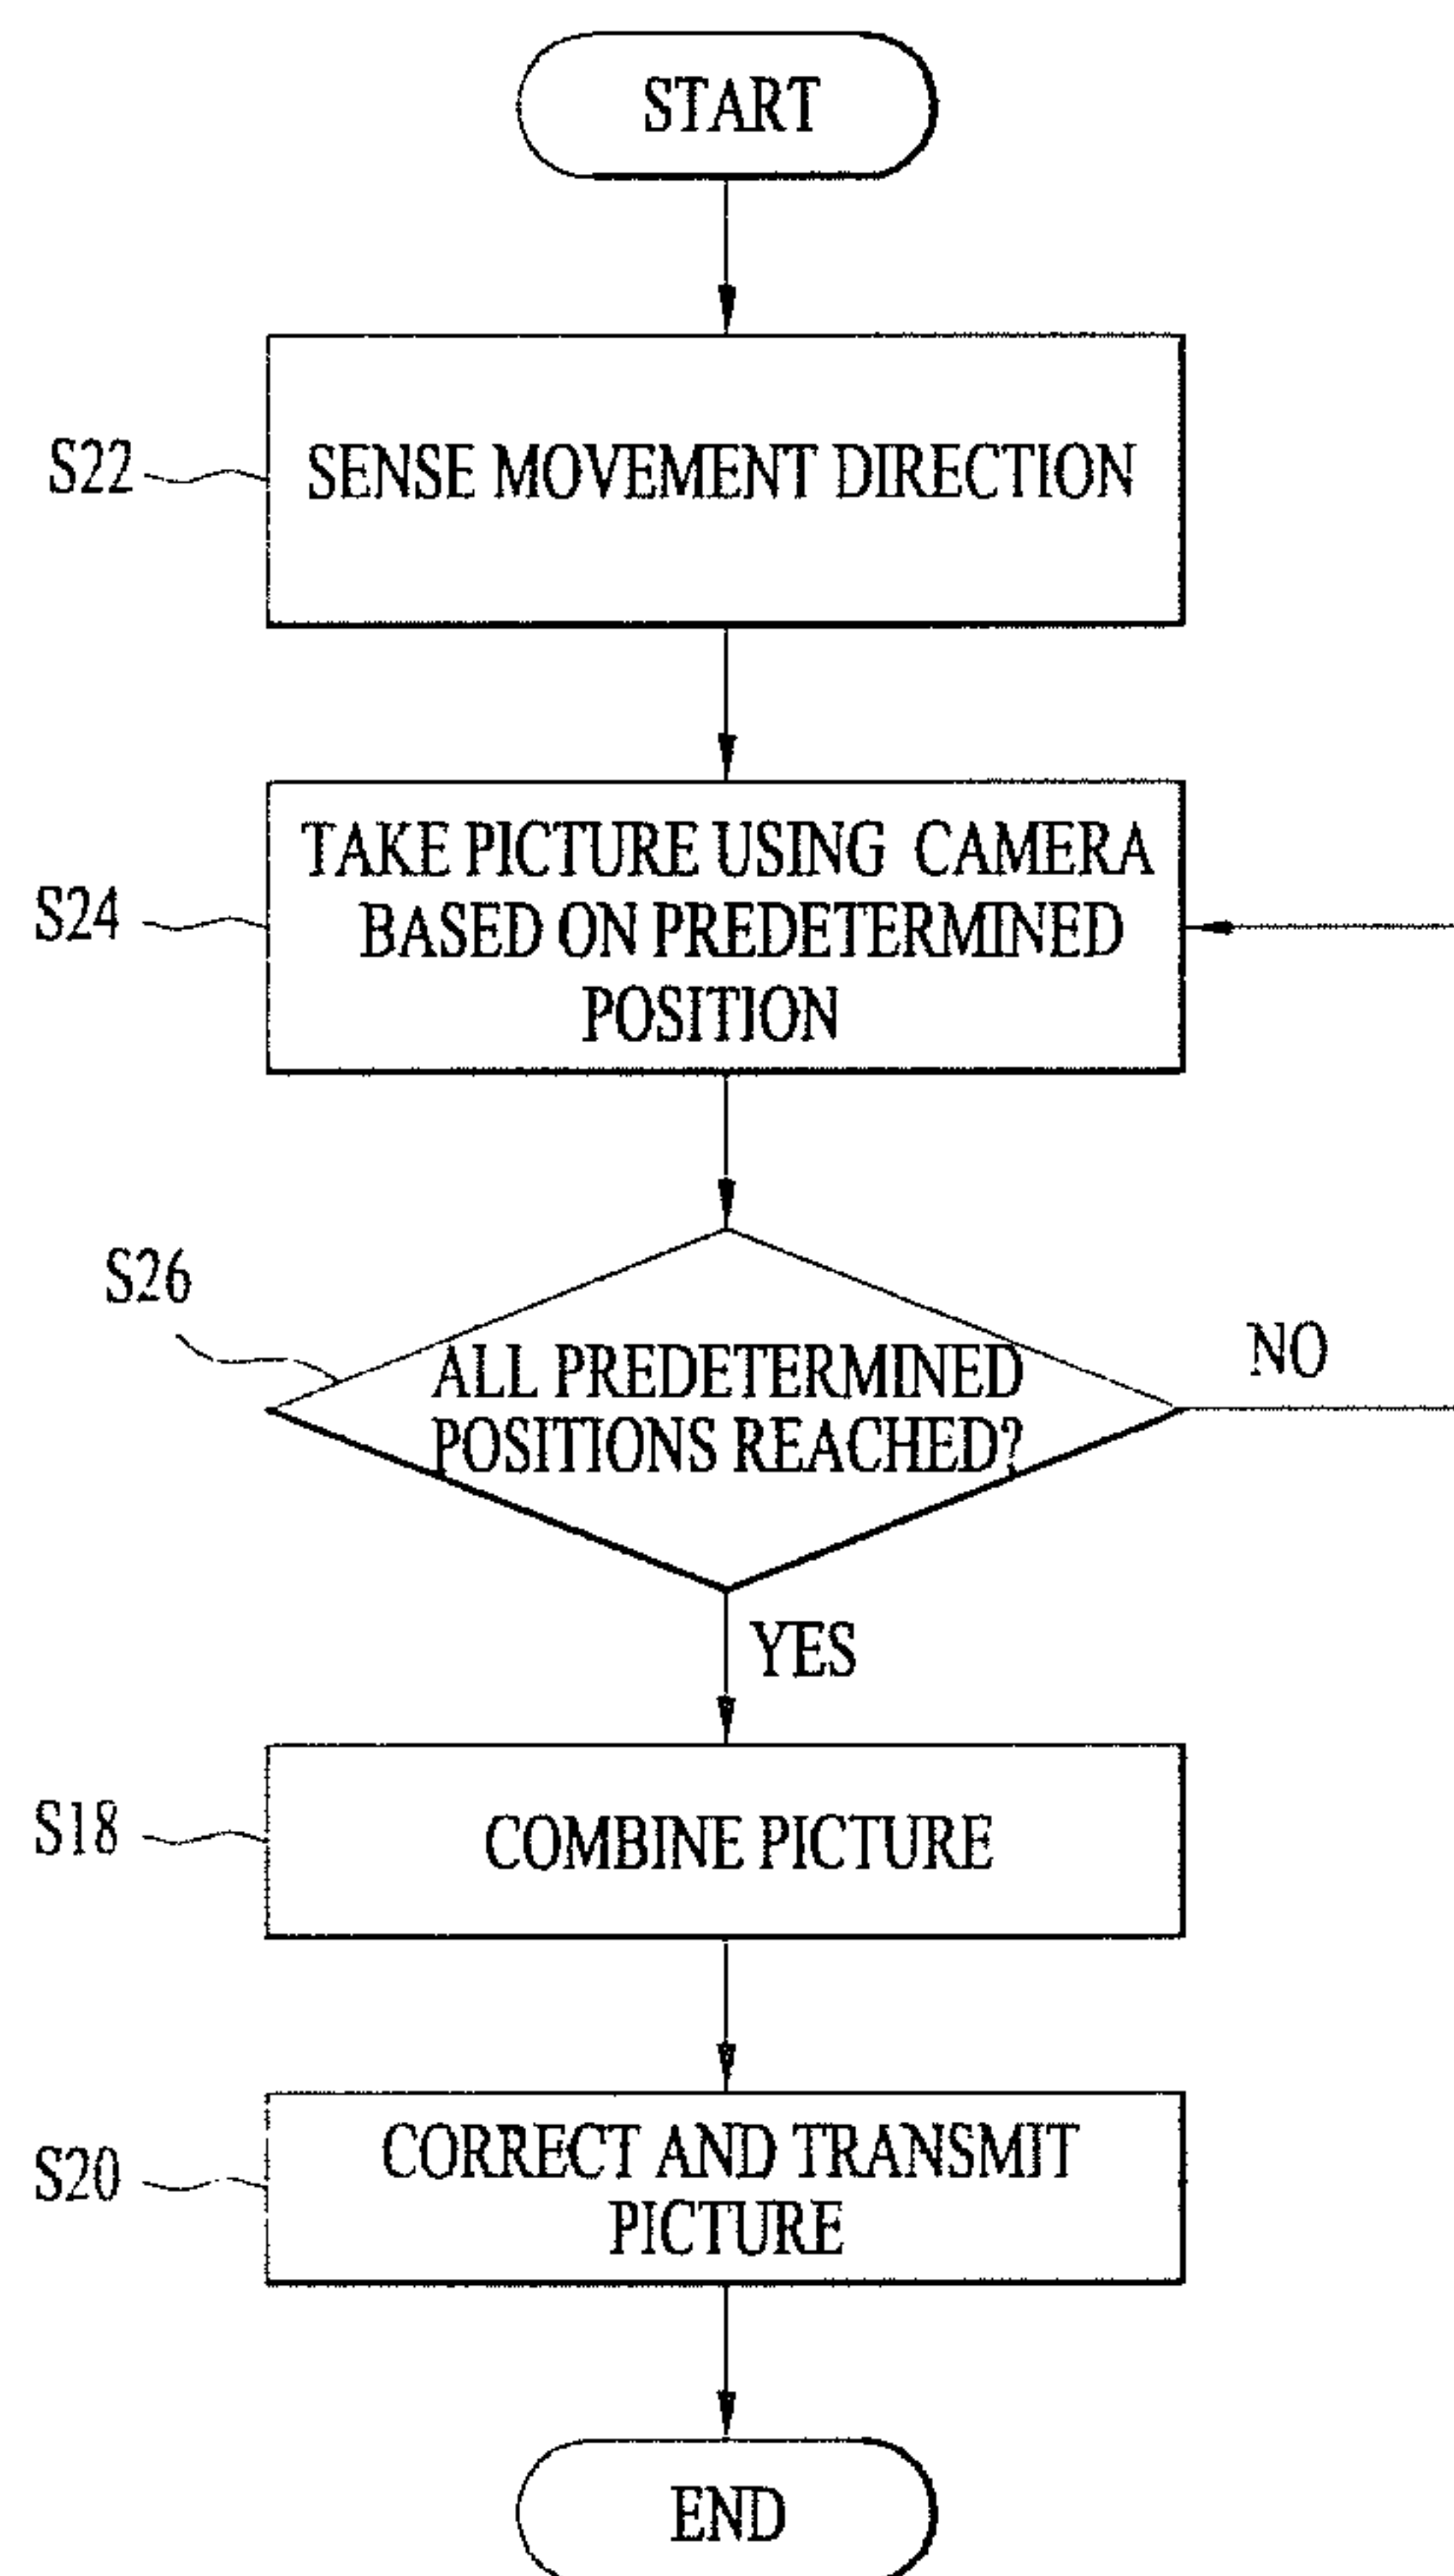 START
S22
SENSE MOVEMENT DIRECTION
S24
TAKE PICTURE USING CAMERA
BASED ON PREDETERMINED
POSITION
S26
ALL PREDETERMINED
POSITIONS REACHED?
NO
YES
S18
COMBINE PICTURE
S20
CORRECT AND TRANSMIT
PICTURE
END